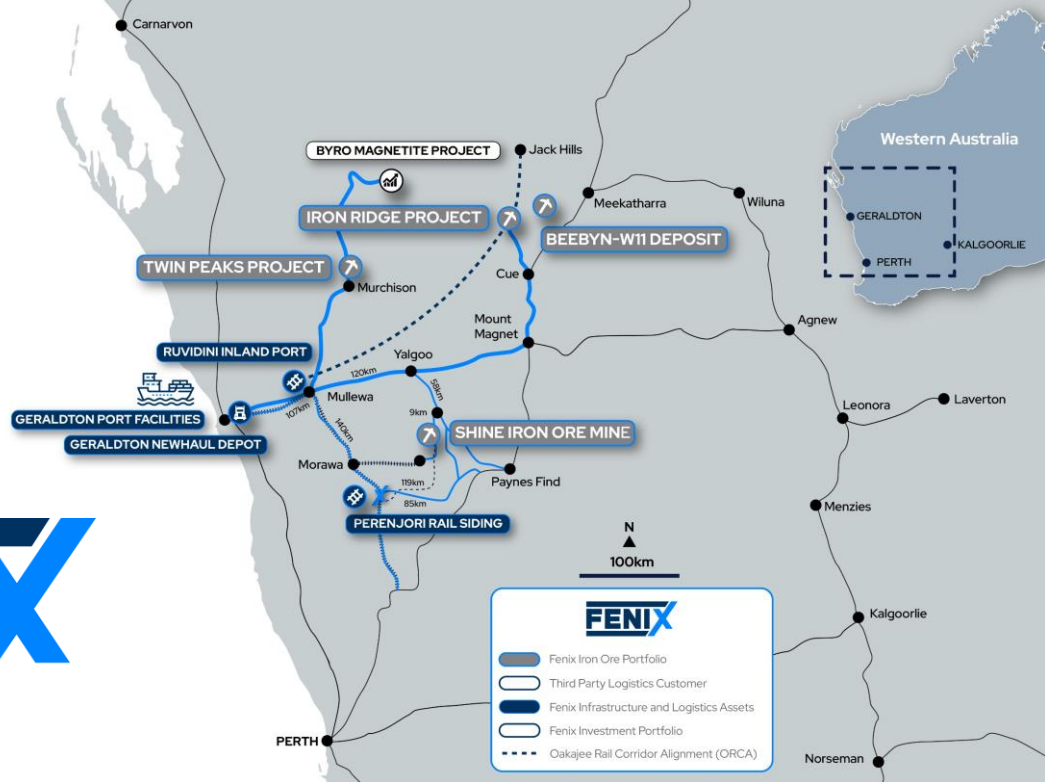 Carnarvon
Western Australia
BYRO MAGNETITE PROJECT
Jack Hills
Meekatharra
Wiluna
IRON RIDGE PROJECT
BEEBYN-W11 DEPOSIT
GERALDTON
KALGOORLIE
PERTH
TWIN PEAKS PROJECT
Murchison
Cue
Mount
Magnet
Agnew
RUVIDINI INLAND PORT
Yalgoo
120km
58km
Mullewa
107km
GERALDTON PORT FACILITIES
GERALDTON NEWHAUL DEPOT
140km
9km
SHINE IRON ORE MINE
Leonora
Laverton
Morawa
119km
85km
Paynes Find
PERENJORI RAIL SIDING
Menzies
N
100km
FENIX
Fenix Iron Ore Portfolio
Third Party Logistics Customer
Fenix Infrastructure and Logistics Assets
Fenix Investment Portfolio
Oakajee Rail Corridor Alignment (ORCA)
Kalgoorlie
PERTH
Norseman